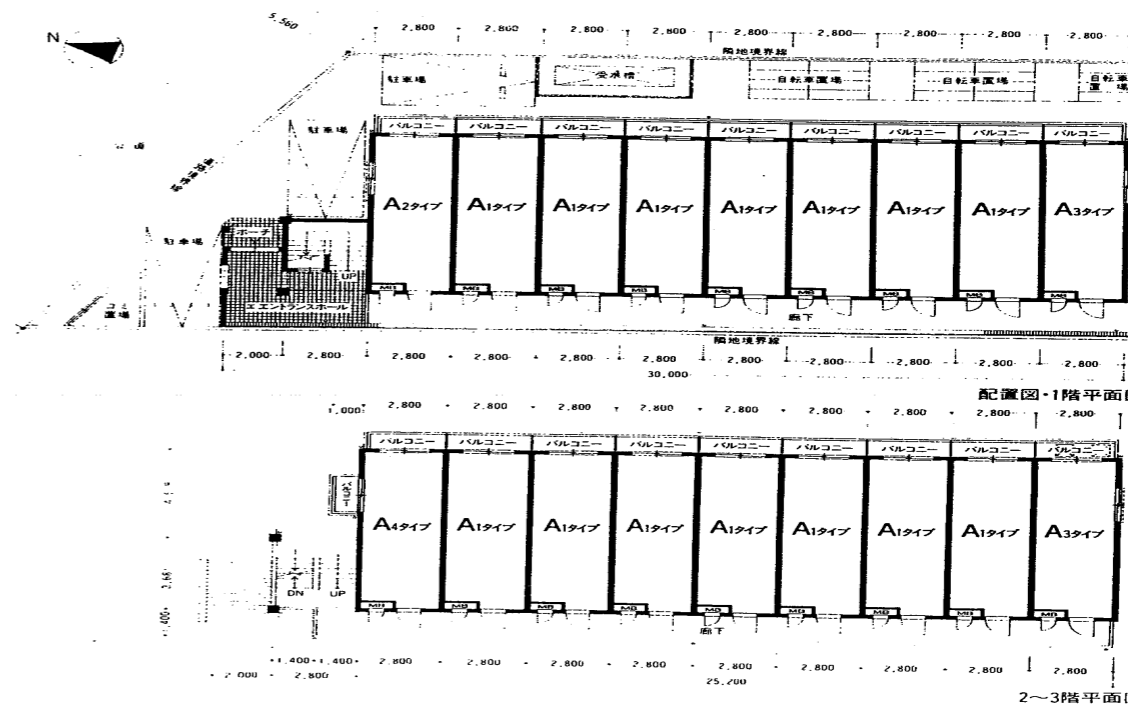 N
5,560
2,800 2,800 2,800 2,800 2,800 2,800 2,800 2,800 2,800
隣地境界線
駐車場 受水槽 自転車置場 自転車置場 自転車
置場
駐車場
バルコニー バルコニー バルコニー バルコニー バルコニー バルコニー バルコニー バルコニー バルコニー
A2タイプ A1タイプ A1タイプ A1タイプ A1タイプ A1タイプ A1タイプ A1タイプ A3タイプ
ポーチ
駐車場
UP
MB MB MB MB MB MB MB MB MB
エントランスホール
ゴミ
置場
廊下
隣地境界線
2,000 2,800 2,800 2,800 2,800 2,800 2,800 2,800 2,800 2,800 2,800
30,000
配置図・1階平面
1,000 2,800 2,800 2,800 2,800 2,800 2,800 2,800 2,800 2,800
バルコニー バルコニー バルコニー バルコニー バルコニー バルコニー バルコニー バルコニー バルコニー
A4タイプ A1タイプ A1タイプ A1タイプ A1タイプ A1タイプ A1タイプ A1タイプ A3タイプ
DN UP
MB MB MB MB MB MB MB MB MB
1,400
廊下
1,400 1,400 2,800 2,800 2,800 2,800 2,800 2,800 2,800 2,800 2,800
2,000 2,800
25,200
2〜3階平面